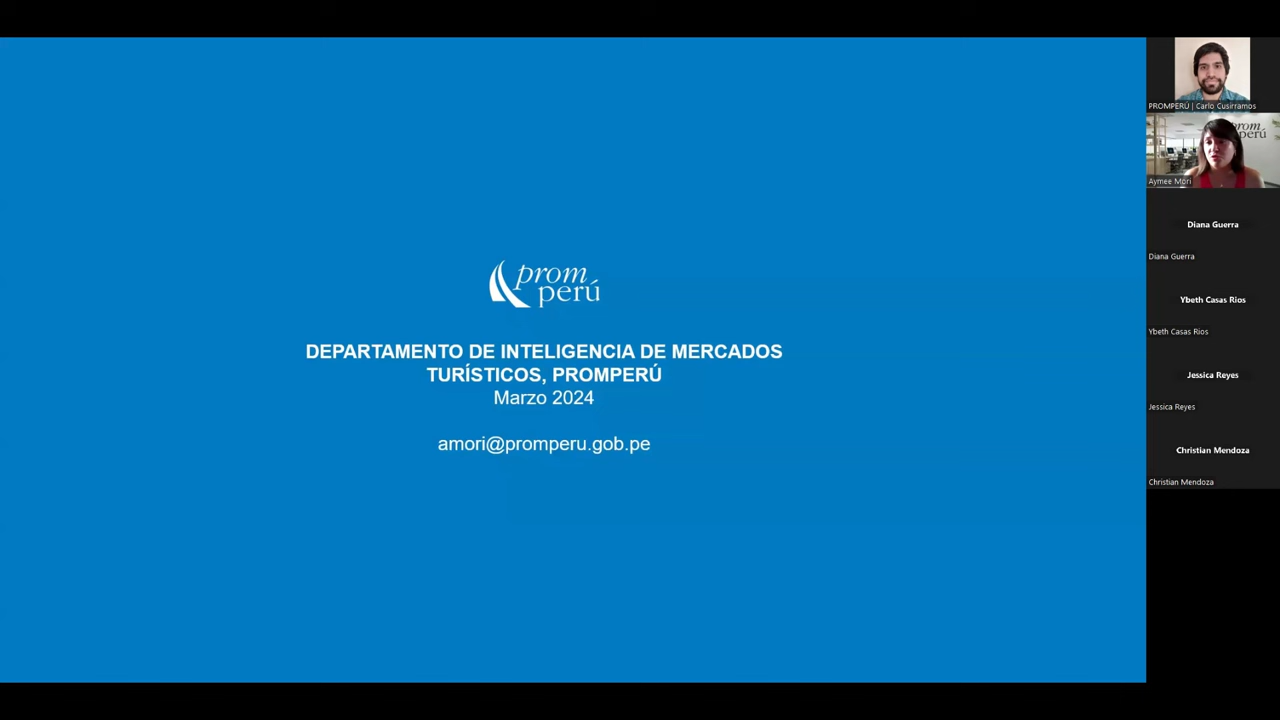 prom
perú
DEPARTAMENTO DE INTELIGENCIA DE MERCADOS
TURÍSTICOS, PROMPERÚ
Marzo 2024
amori@promperu.gob.pe
PROMPERÚ | Carlo Cusirramos
prom
perú
Aymee Mori
Diana Guerra
Diana Guerra
Ybeth Casas Rios
Ybeth Casas Rios
Jessica Reyes
Jessica Reyes
Christian Mendoza
Christian Mendoza